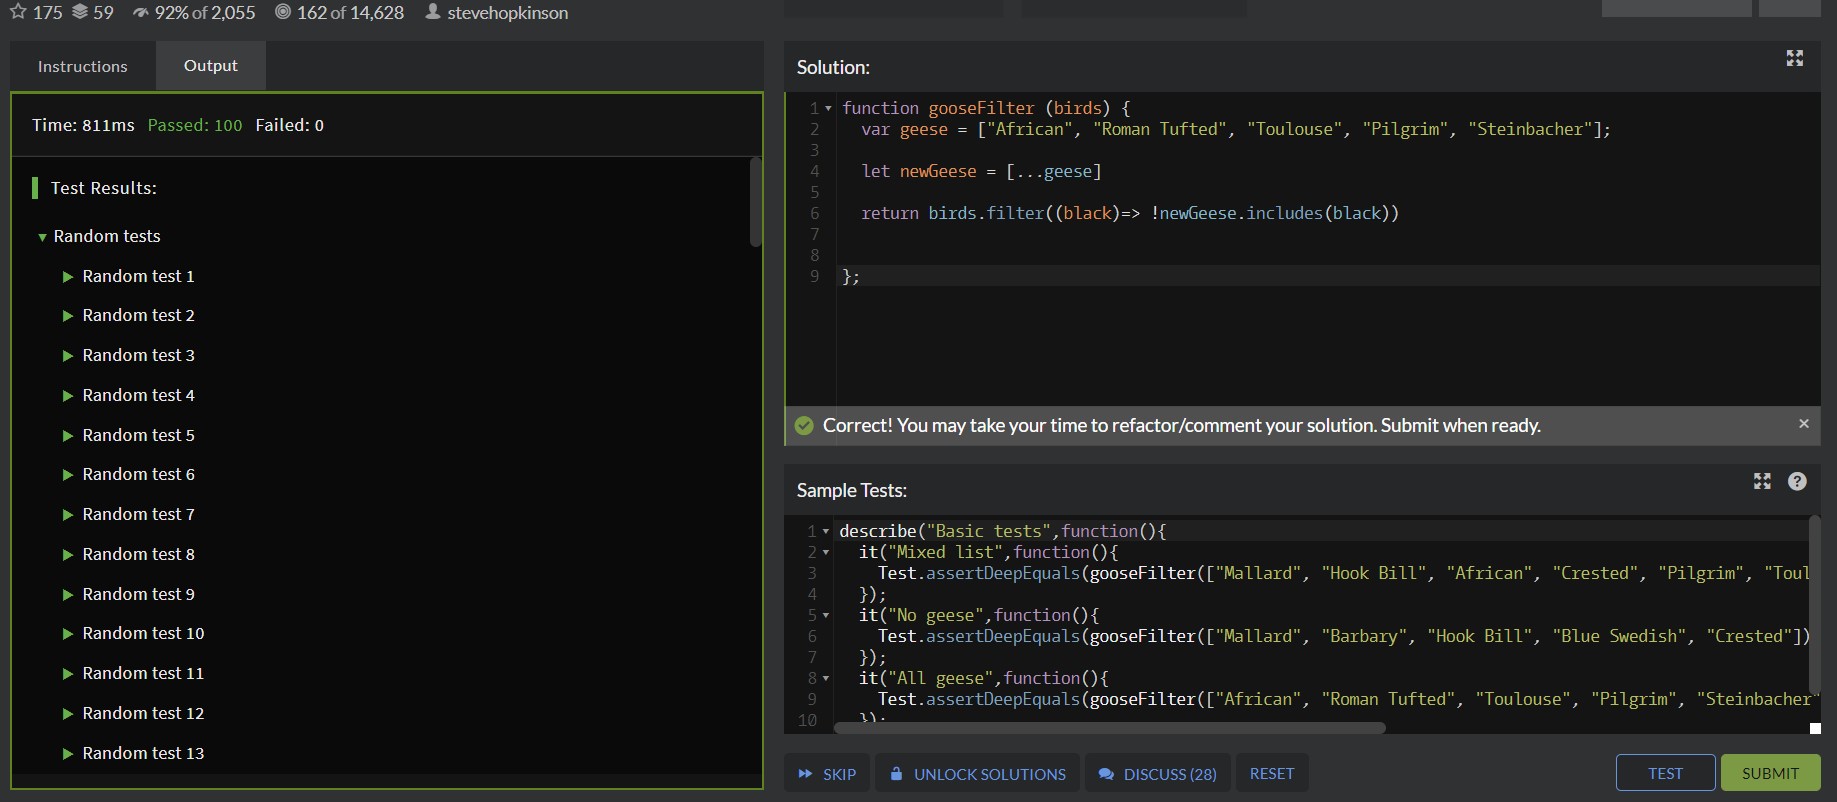 175 59 92% of 2,055 162 of 14,628 stevehopkinson
Instructions Output
Time: 811ms Passed: 100 Failed: 0
Test Results:
Random tests
Random test 1
Random test 2
Random test 3
Random test 4
Random test 5
Random test 6
Random test 7
Random test 8
Random test 9
Random test 10
Random test 11
Random test 12
Random test 13
Solution:
1 function gooseFilter (birds) {
2 var geese = ["African", "Roman Tufted", "Toulouse", "Pilgrim", "Steinbacher"];
3
4 let newGeese = [...geese]
5
6 return birds.filter((black)=> !newGeese.includes(black))
7
8
9 };
Correct! You may take your time to refactor/comment your solution. Submit when ready.
Sample Tests:
1 describe("Basic tests",function(){
2 it("Mixed list",function(){
3 Test.assertDeepEquals(gooseFilter(["Mallard", "Hook Bill", "African", "Crested", "Pilgrim", "Toul
4 });
5 it("No geese",function(){
6 Test.assertDeepEquals(gooseFilter(["Mallard", "Barbary", "Hook Bill", "Blue Swedish", "Crested"])
7 });
8 it("All geese",function(){
9 Test.assertDeepEquals(gooseFilter(["African", "Roman Tufted", "Toulouse", "Pilgrim", "Steinbacher"
10 });
SKIP UNLOCK SOLUTIONS DISCUSS (28) RESET TEST SUBMIT